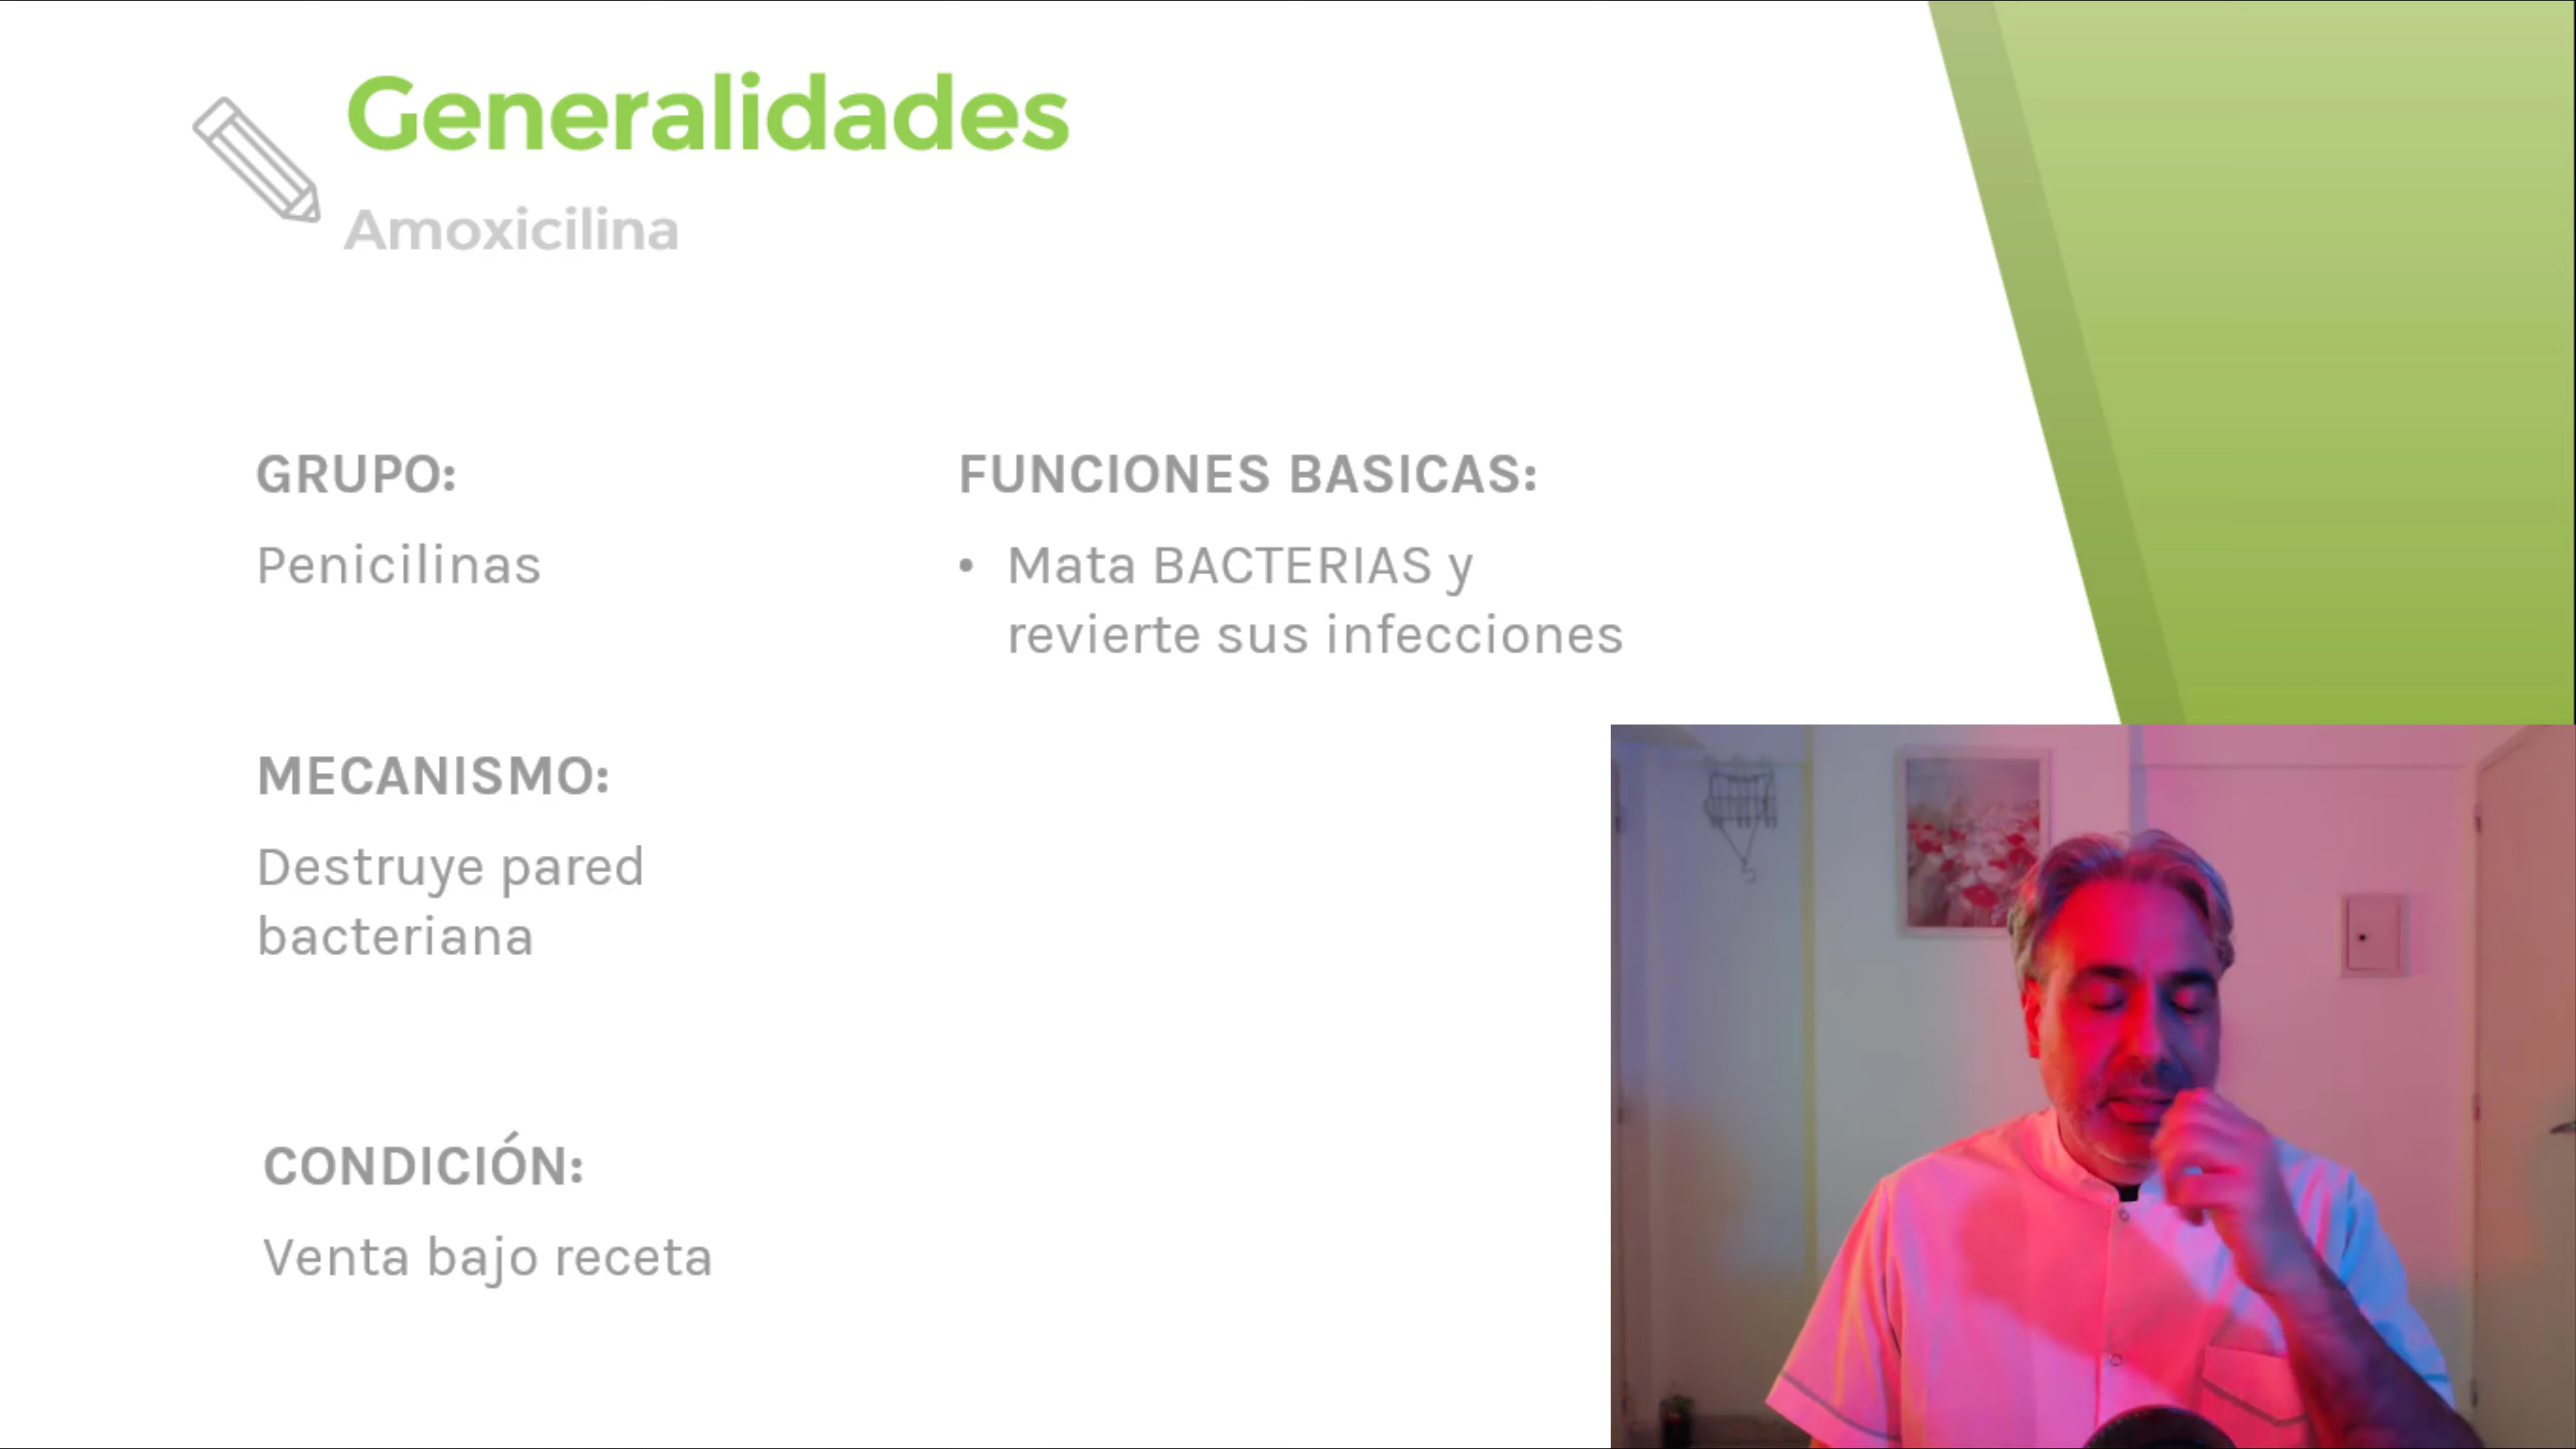 Generalidades
Amoxicilina
GRUPO:
Penicilinas
MECANISMO:
Destruye pared
bacteriana
CONDICIÓN:
Venta bajo receta
FUNCIONES BASICAS:
• Mata BACTERIAS y
revierte sus infecciones